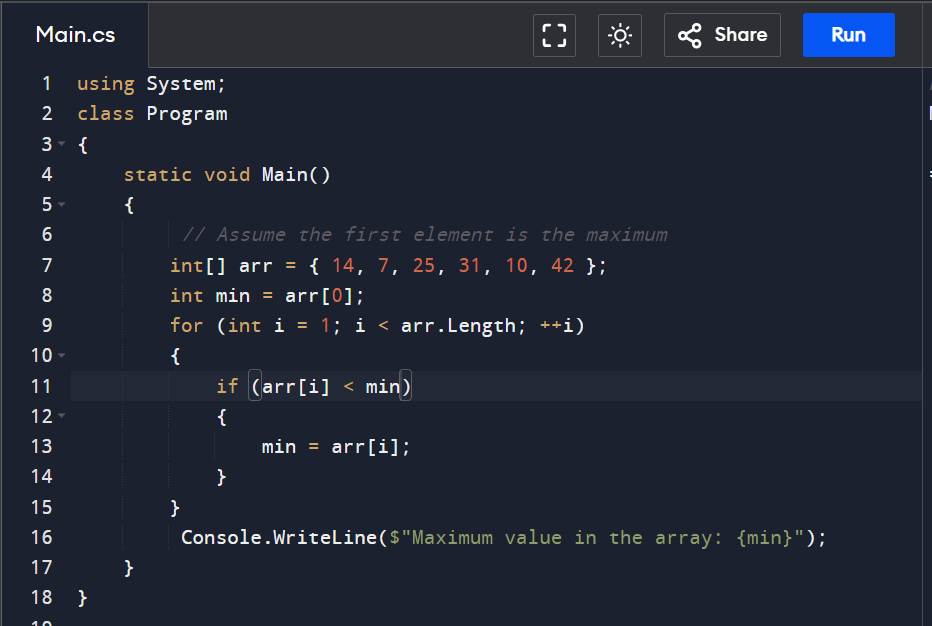 Main.cs Share Run
1 using System;
2 class Program
3 {
4     static void Main()
5     {
6          // Assume the first element is the maximum
7         int[] arr = { 14, 7, 25, 31, 10, 42 };
8         int min = arr[0];
9         for (int i = 1; i < arr.Length; ++i)
10         {
11             if (arr[i] < min)
12             {
13                 min = arr[i];
14             }
15         }
16          Console.WriteLine($"Maximum value in the array: {min}");
17     }
18 }